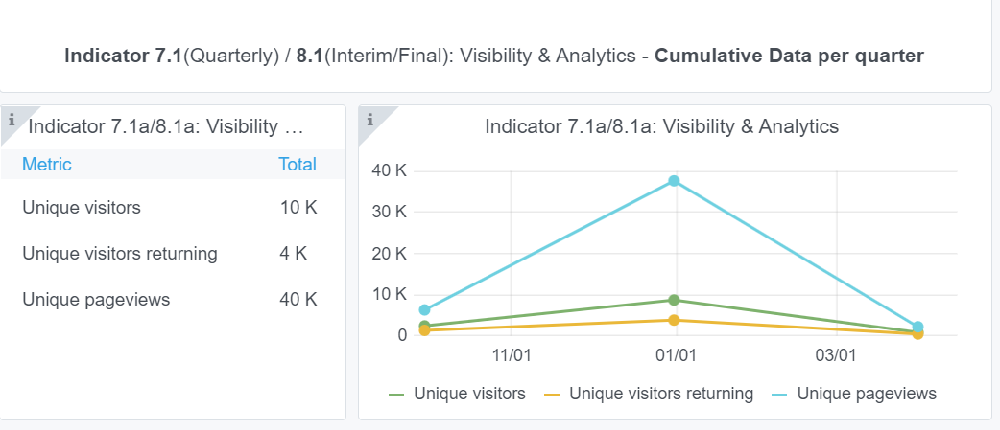 Indicator 7.1(Quarterly) / 8.1(Interim/Final): Visibility & Analytics - Cumulative Data per quarter
i
Indicator 7.1a/8.1a: Visibility …
Metric Total
Unique visitors 10 K
Unique visitors returning 4 K
Unique pageviews 40 K
i
Indicator 7.1a/8.1a: Visibility & Analytics
40 K
30 K
20 K
10 K
0
11/01 01/01 03/01
Unique visitors Unique visitors returning Unique pageviews